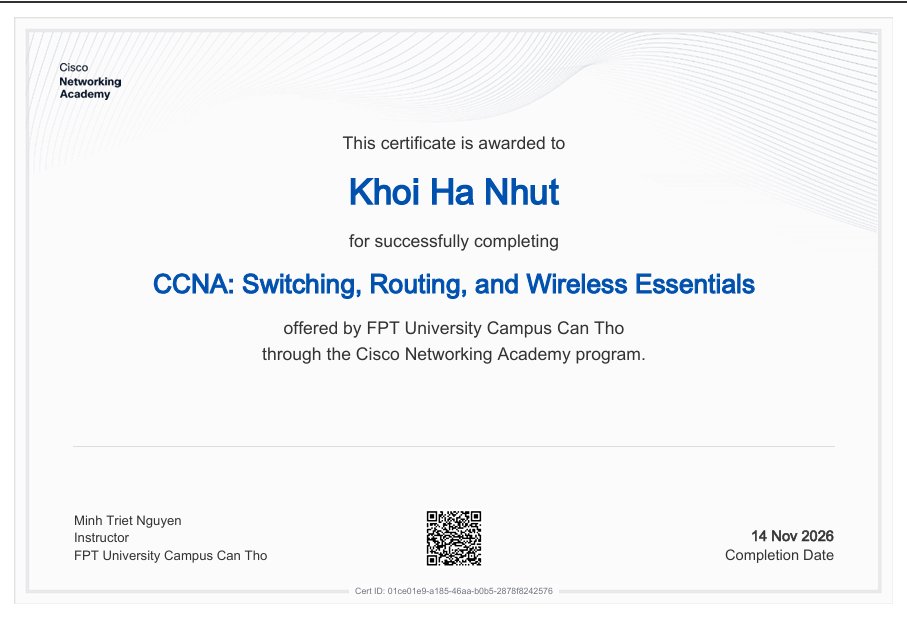 Cisco
Networking
Academy
This certificate is awarded to
Khoi Ha Nhut
for successfully completing
CCNA: Switching, Routing, and Wireless Essentials
offered by FPT University Campus Can Tho
through the Cisco Networking Academy program.
Minh Triet Nguyen
Instructor
FPT University Campus Can Tho
14 Nov 2026
Completion Date
Cert ID: 01ce01e9-a185-46aa-b0b5-2878f8242576